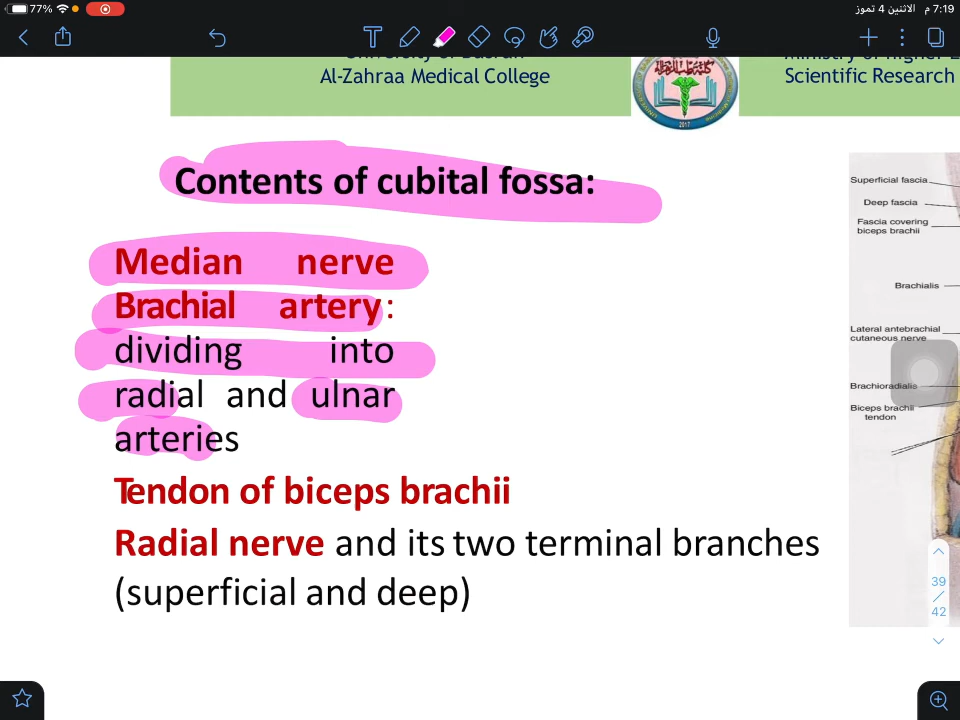 77%
الاثنين 4 تموز
7:19 م
Al-Zahraa Medical College
Scientific Research
2017
Contents of cubital fossa:
Median nerve
Brachial artery:
dividing into
radial and ulnar
arteries
Tendon of biceps brachii
Radial nerve and its two terminal branches
(superficial and deep)
Superficial fascia
Deep fascia
Fascia covering
biceps brachii
Brachialis
Lateral antebrachial
cutaneous nerve
Brachioradialis
Biceps brachii
tendon
39
/
42